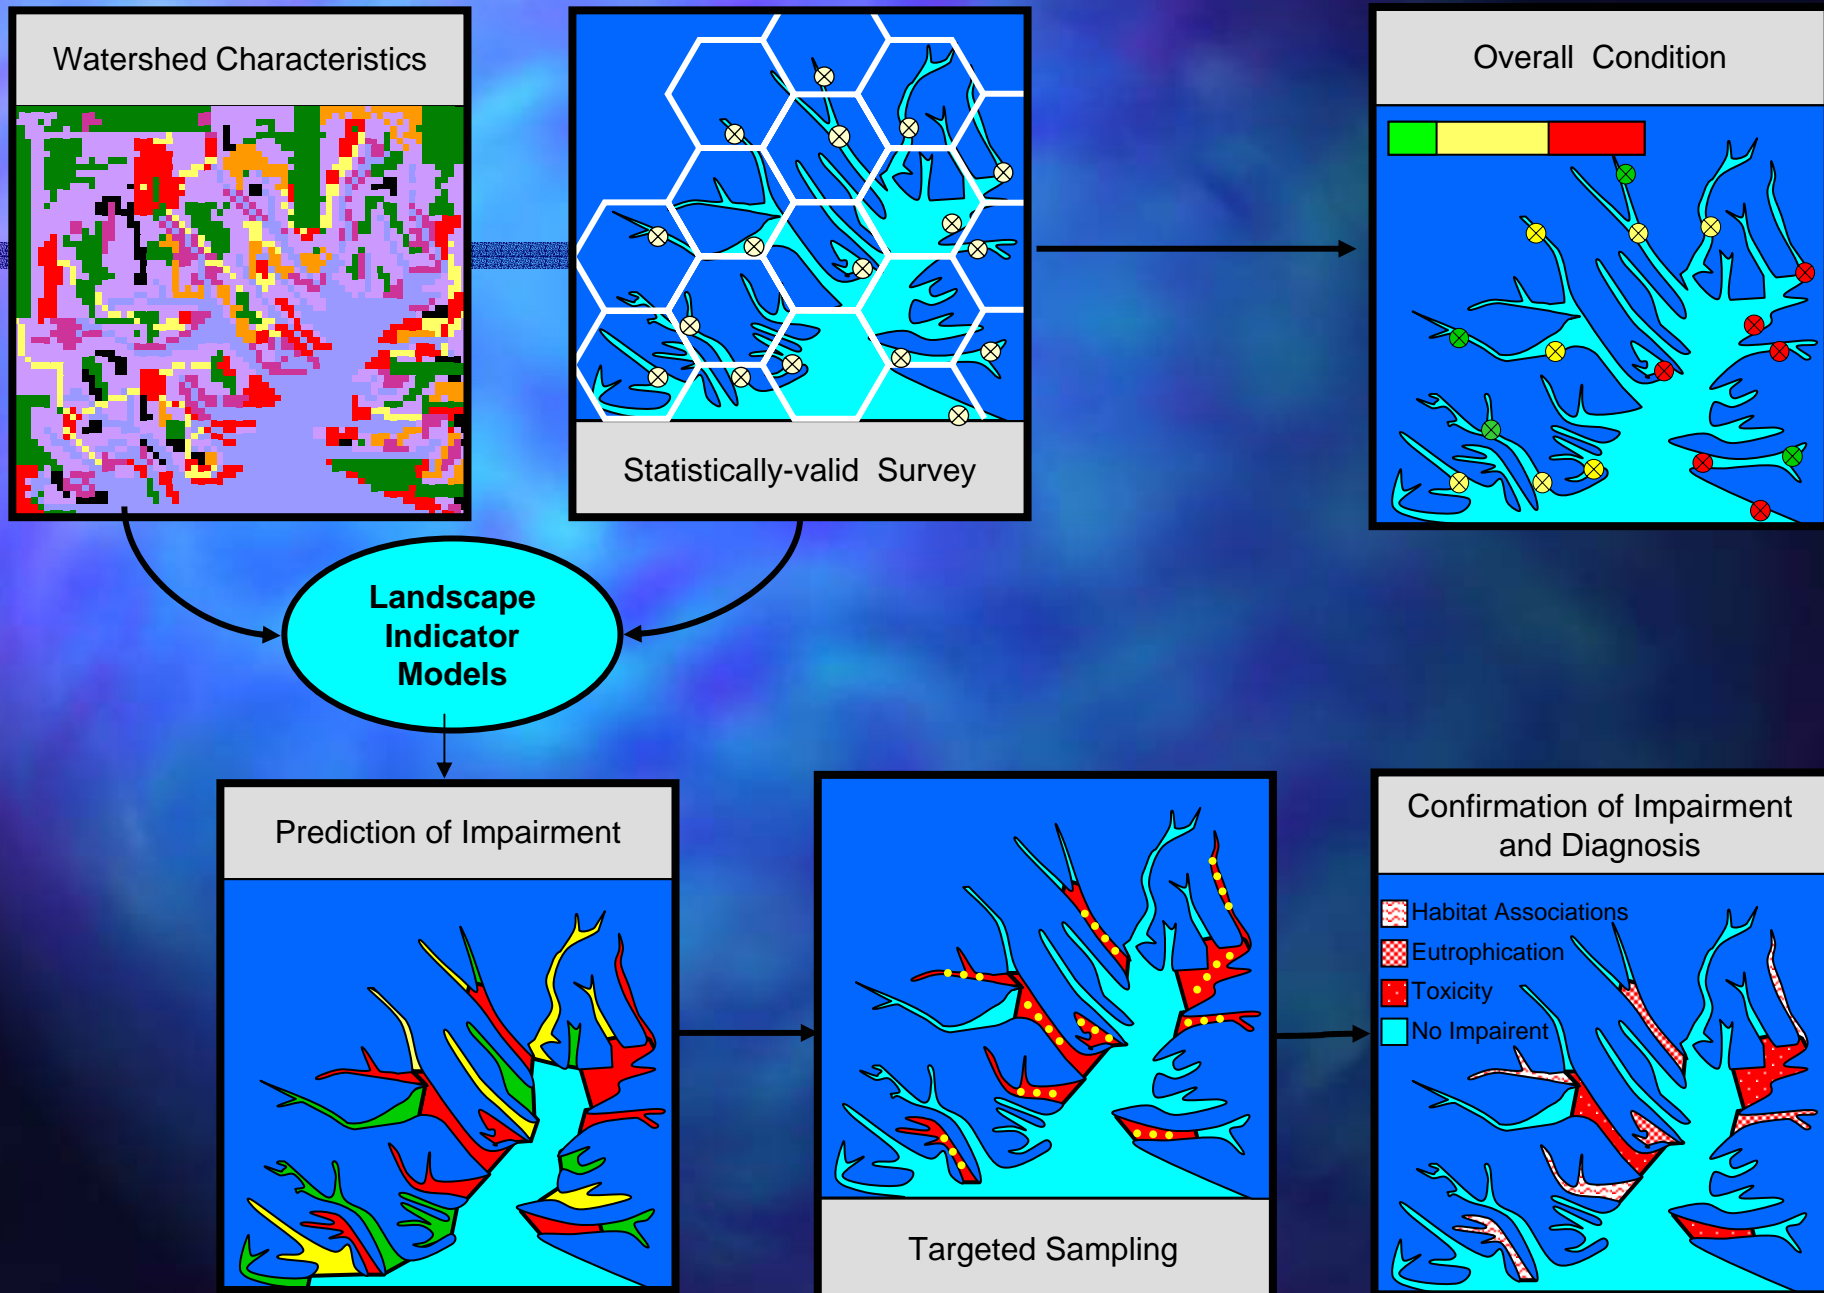 Watershed Characteristics
Statistically-valid Survey
Overall Condition
Landscape
Indicator
Models
Prediction of Impairment
Targeted Sampling
Confirmation of Impairment
and Diagnosis
Habitat Associations
Eutrophication
Toxicity
No Impairent